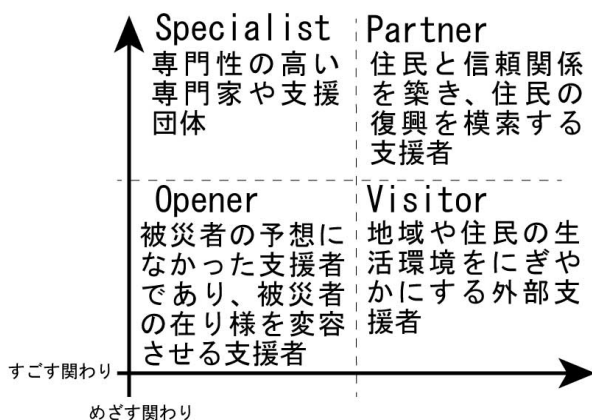 Specialist
専門性の高い
専門家や支援
団体
Partner
住民と信頼関係
を築き、住民の
復興を模索する
支援者
Opener
被災者の予想に
なかった支援者
であり、被災者
の在り様を変容
させる支援者
Visitor
地域や住民の生
活環境をにぎや
かにする外部支
援者
すごす関わり
めざす関わり